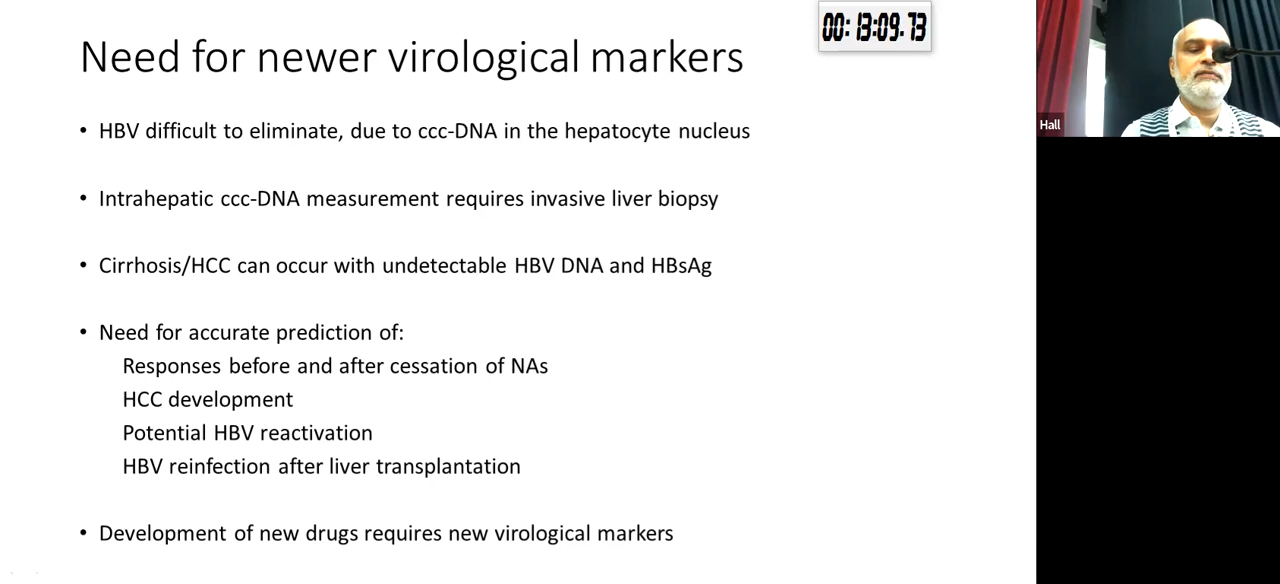 Need for newer virological markers
00: 13:09. 73
• HBV difficult to eliminate, due to ccc-DNA in the hepatocyte nucleus
• Intrahepatic ccc-DNA measurement requires invasive liver biopsy
• Cirrhosis/HCC can occur with undetectable HBV DNA and HBsAg
• Need for accurate prediction of:
Responses before and after cessation of NAs
HCC development
Potential HBV reactivation
HBV reinfection after liver transplantation
• Development of new drugs requires new virological markers
Hall